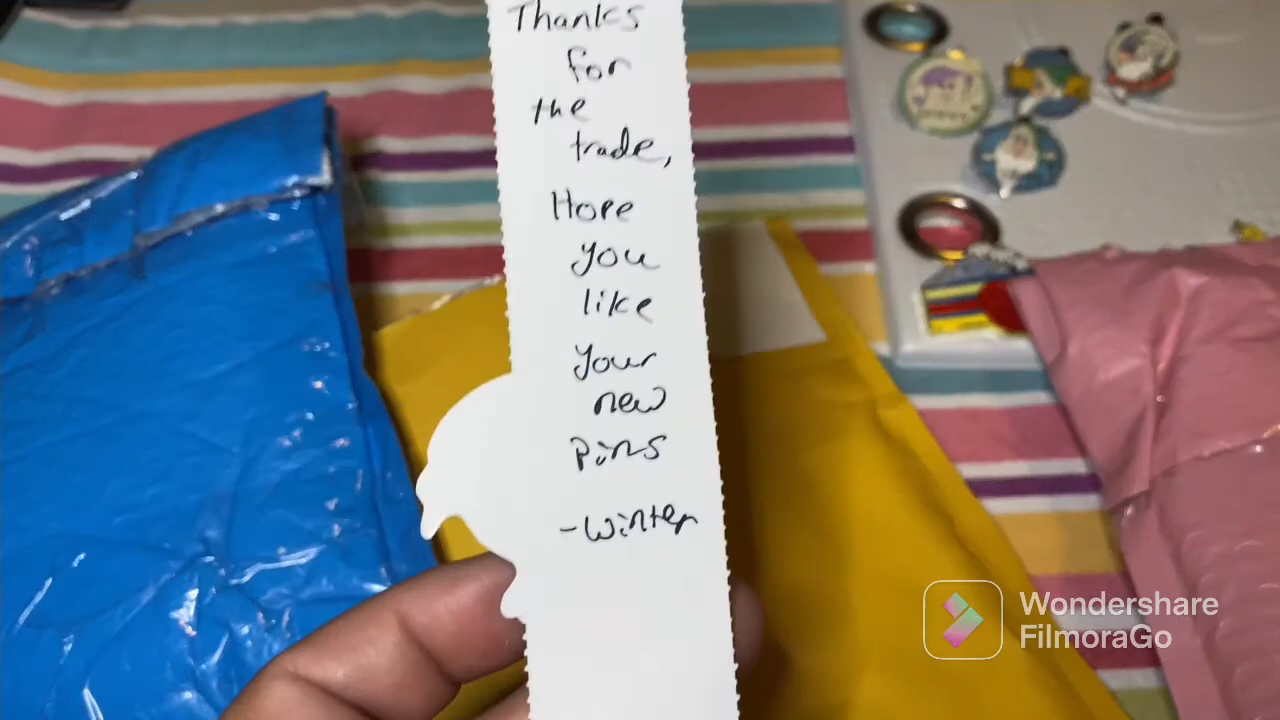 Thanks
for
the
trade,
Hope
you
like
your
new
Pins
-Winter
Wondershare
FilmoraGo